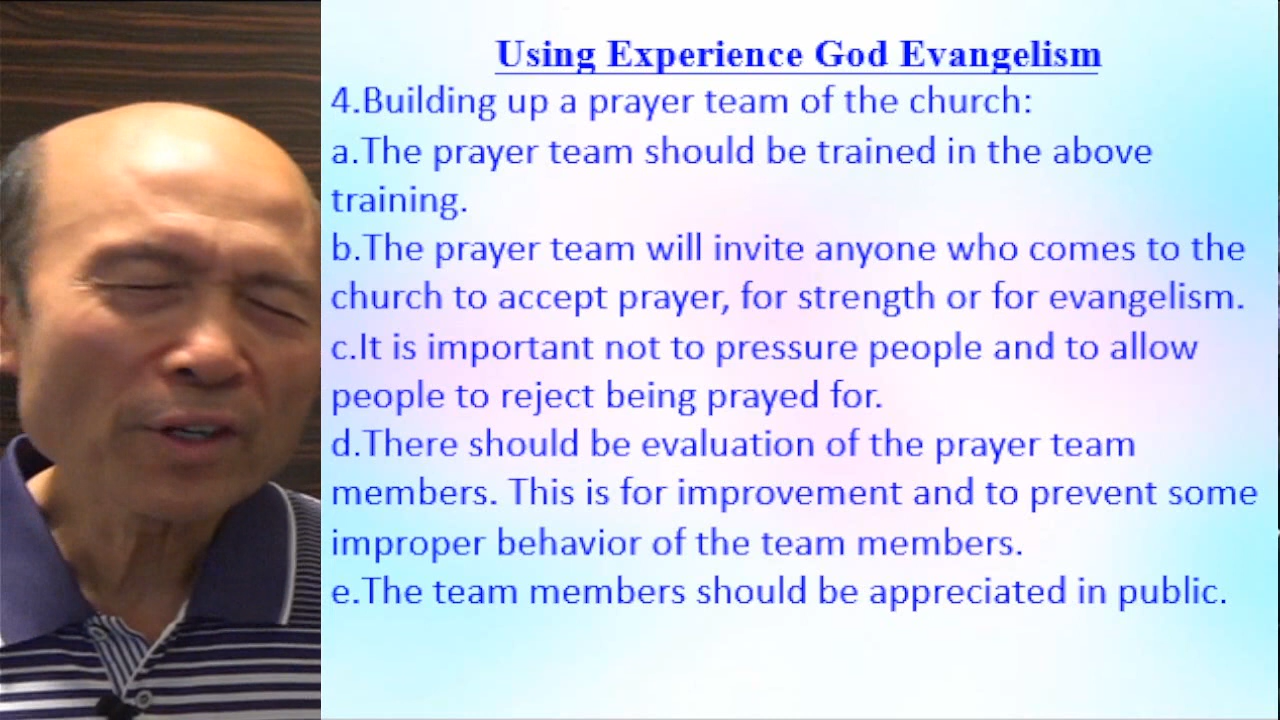 Using Experience God Evangelism
4.Building up a prayer team of the church:
a.The prayer team should be trained in the above
training.
b.The prayer team will invite anyone who comes to the
church to accept prayer, for strength or for evangelism.
c.It is important not to pressure people and to allow
people to reject being prayed for.
d.There should be evaluation of the prayer team
members. This is for improvement and to prevent some
improper behavior of the team members.
e.The team members should be appreciated in public.